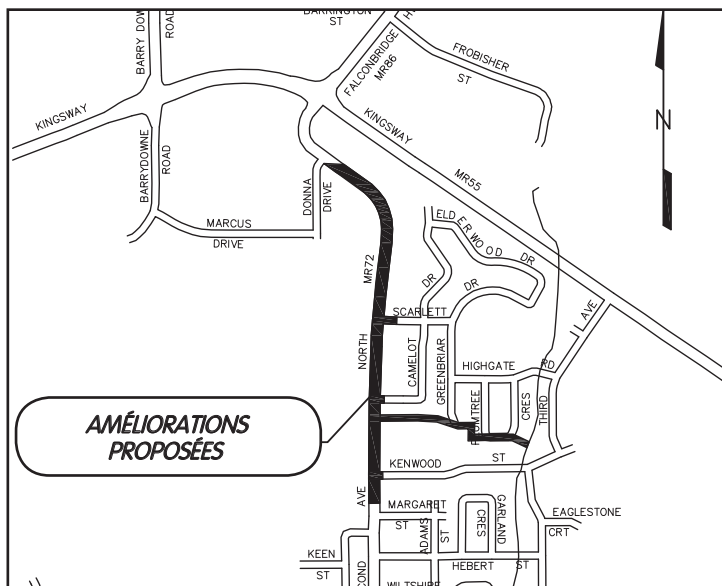 BARRINGTON
ST
BARRY DOW
ROAD
FROBISHER
ST
FALCONBRIDGE
MR86
KINGSWAY
KINGSWAY
MR55
N
BARRYDOWNE
ROAD
DONNA
DRIVE
MARCUS
DRIVE
ELDERWOOD DR
MR72
DR
DR
SCARLETT
AVE
NORTH
CAMELOT
GREENBRIAR
HIGHGATE RD
CRES
THIRD
AMÉLIORATIONS
PROPOSÉES
KENWOOD ST
AVE
MARGARET
ST
ADAMS
ST
CRES
GARLAND
EAGLESTONE
CRT
KEEN
ST
HEBERT ST
COND
WILTSHIRE